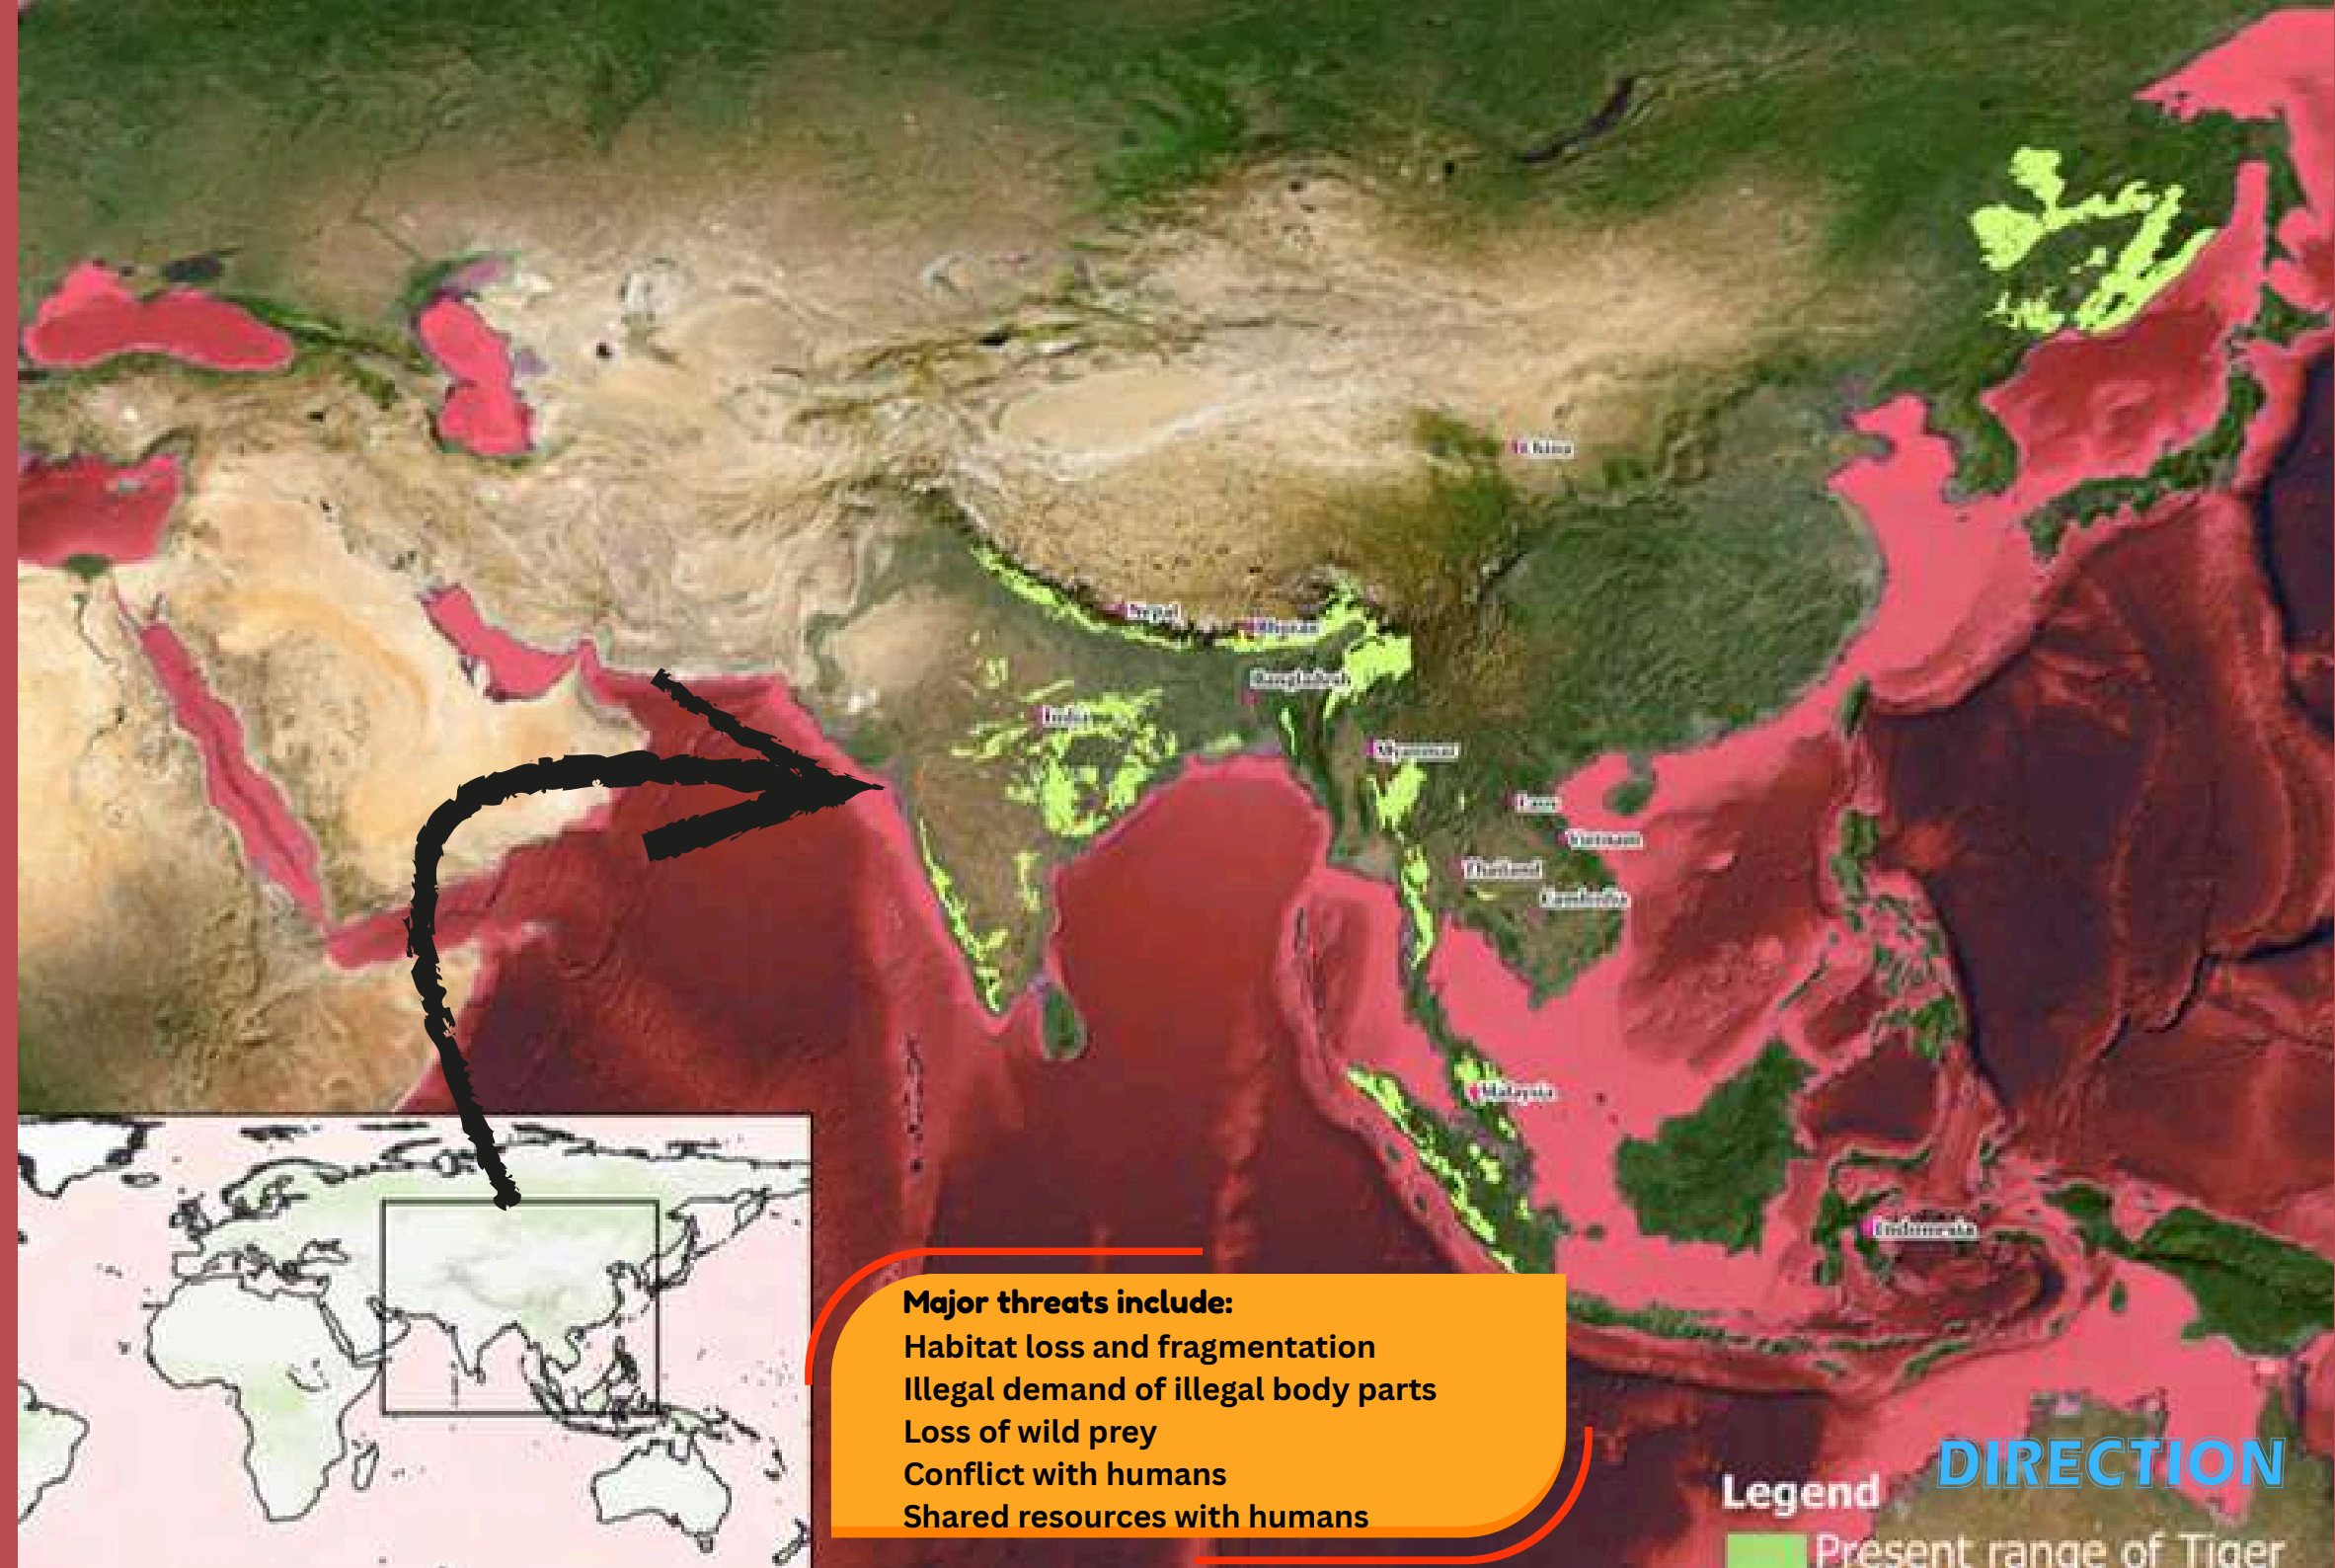 China
Nepal
Bhutan
Bangladesh
India
Myanmar
Laos
Vietnam
Thailand
Cambodia
Malaysia
Indonesia
Major threats include:
Habitat loss and fragmentation
Illegal demand of illegal body parts
Loss of wild prey
Conflict with humans
Shared resources with humans
DIRECTION
Legend
Present range of Tiger